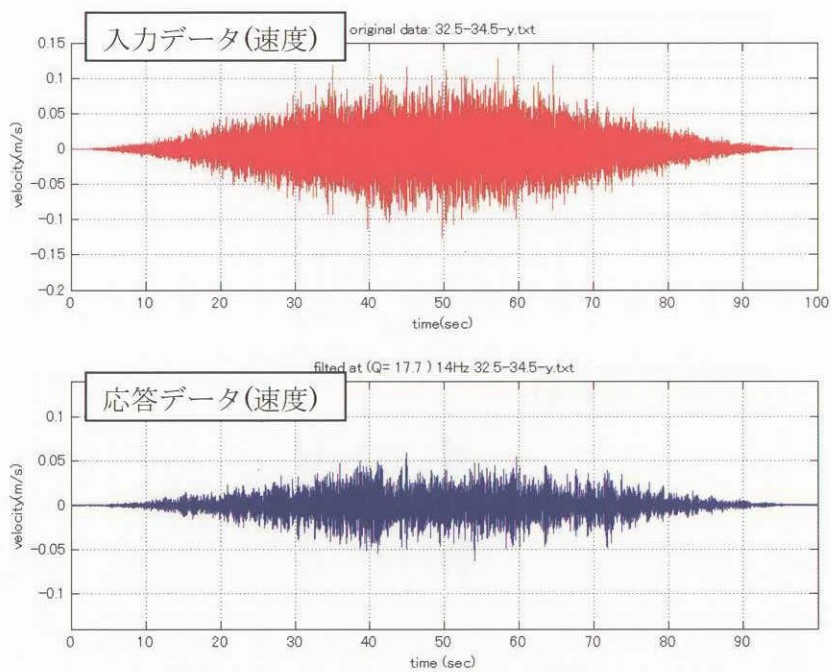 入力データ(速度)
original data: 32.5-34.5-y.txt
0.15
0.1
0.05
0
-0.05
-0.1
-0.15
-0.2
velocity(m/s)
0 10 20 30 40 50 60 70 80 90 100
time(sec)
応答データ(速度)
filted at (Q= 17.7 ) 14Hz 32.5-34.5-y.txt
0.1
0.05
0
-0.05
-0.1
velocity(m/s)
0 10 20 30 40 50 60 70 80 90
time (sec)